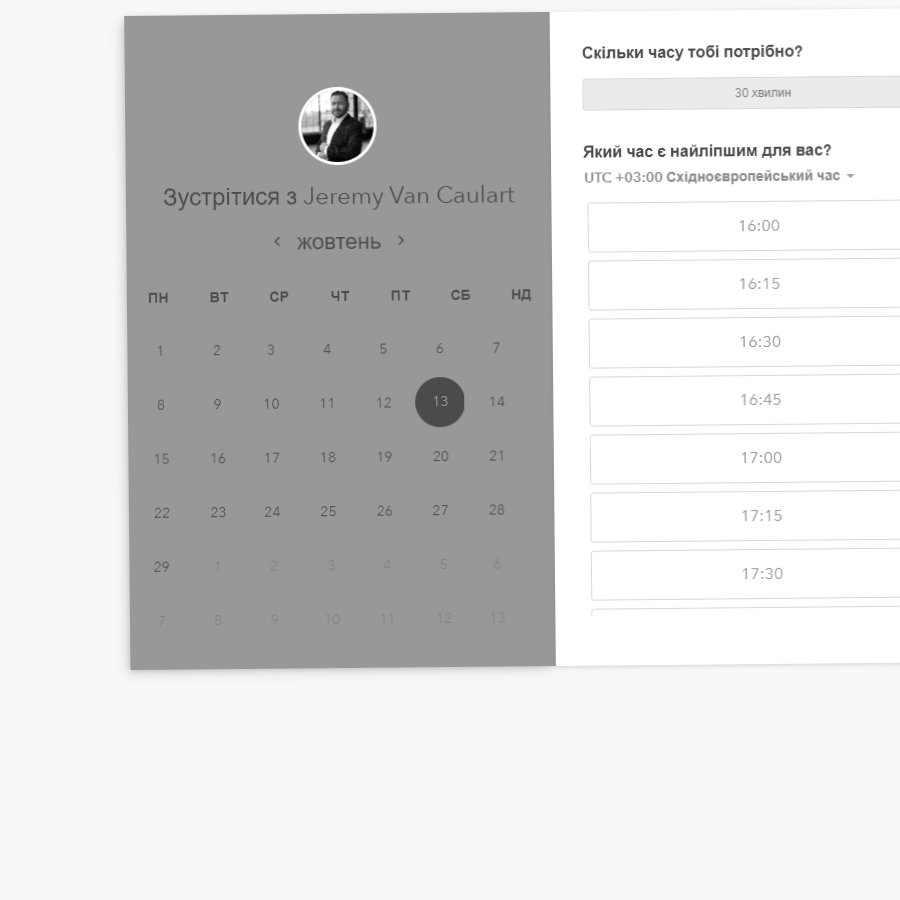 Зустрітися з Jeremy Van Caulart
жовтень
ПН ВТ СР ЧТ ПТ СБ НД
1 2 3 4 5 6 7
8 9 10 11 12 13 14
15 16 17 18 19 20 21
22 23 24 25 26 27 28
29 1 2 3 4 5 6
7 8 9 10 11 12 13
Скільки часу тобі потрібно?
30 хвилин
Який час є найліпшим для вас?
UTC +03:00 Східноєвропейський час
16:00
16:15
16:30
16:45
17:00
17:15
17:30